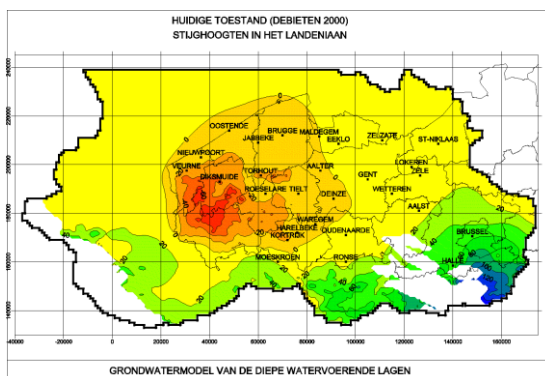 HUIDIGE TOESTAND (DEBIETEN 2000)
STIJGHOOGTEN IN HET LANDENIAAN
240000
220000
200000
180000
160000
140000
OOSTENDE
JABBEKE
BRUGGE
MALDEGEM
EEKLO
ZELZATE
ST-NIKLAAS
NIEUWPOORT
VEURNE
DIKSMUIDE
TORHOUT
AALTER
GENT
LOKEREN
ZELE
ROESELARE
TIELT
DEINZE
WETTEREN
AALST
WAREGEM
HARELBEKE
KORTRIJK
OUDENAARDE
BRUSSEL
MOESKROEN
RONSE
HALLE
-40000 -20000 0 20000 40000 60000 80000 100000 120000 140000 160000
GRONDWATERMODEL VAN DE DIEPE WATERVOERENDE LAGEN